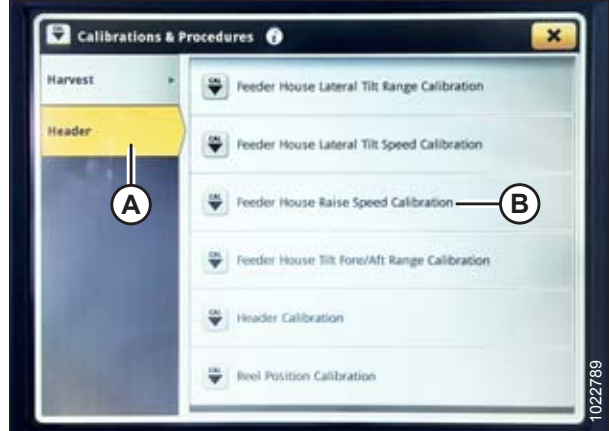 Calibrations & Procedures
Harvest
Header
A
Feeder House Lateral Tilt Range Calibration
Feeder House Lateral Tilt Speed Calibration
Feeder House Raise Speed Calibration
B
Feeder House Tilt Fore/Aft Range Calibration
Header Calibration
Reel Position Calibration
1022789